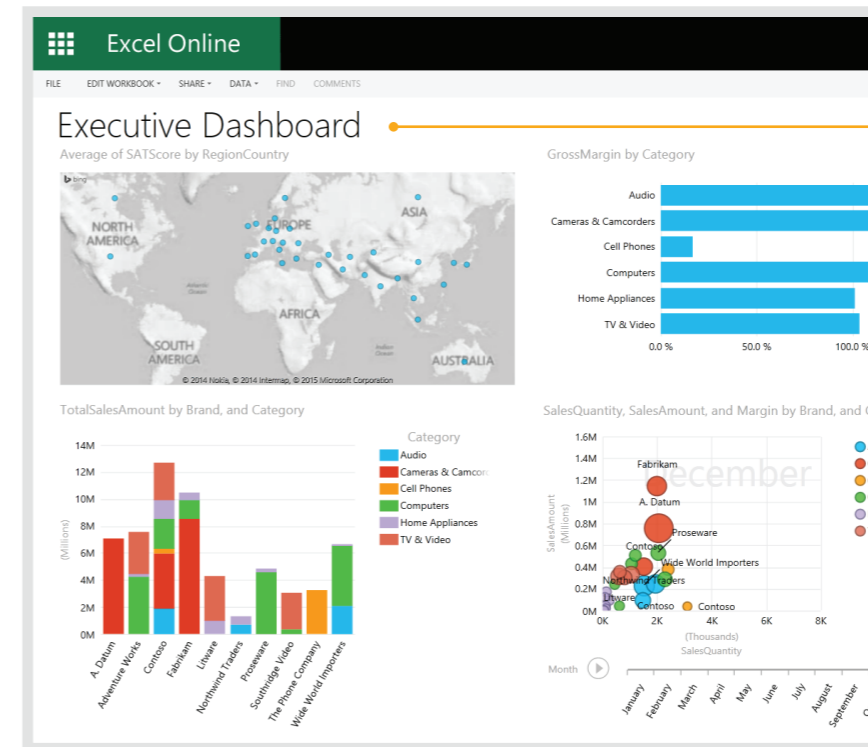 Excel Online
FILE EDIT WORKBOOK SHARE DATA FIND COMMENTS
Executive Dashboard
Average of SATScore by RegionCountry
bing
NORTH
AMERICA
EUROPE
ASIA
Atlantic
Ocean
AFRICA
Indian
Ocean
SOUTH
AMERICA
AUSTRALIA
© 2014 Nokia, © 2014 Intermap, © 2015 Microsoft Corporation
GrossMargin by Category
Audio
Cameras & Camcorders
Cell Phones
Computers
Home Appliances
TV & Video
0.0 % 50.0 % 100.0 %
TotalSalesAmount by Brand, and Category
14M
12M
10M
8M
6M
4M
2M
0M
(Millions)
A. Datum
Adventure Works
Contoso
Fabrikam
Litware
Northwind Traders
Proseware
Southridge Video
The Phone Company
Wide World Importers
Category
Audio
Cameras & Camcor
Cell Phones
Computers
Home Appliances
TV & Video
SalesQuantity, SalesAmount, and Margin by Brand, and
1.6M
1.4M
1.2M
1M
0.8M
0.6M
0.4M
0.2M
0M
SalesAmount
(Millions)
December
Fabrikam
A. Datum
Proseware
Contoso
Wide World Importers
Northwind Traders
Litware
Contoso
Contoso
0K 2K 4K 6K 8K
(Thousands)
SalesQuantity
Month
January
February
March
April
May
June
July
August
September